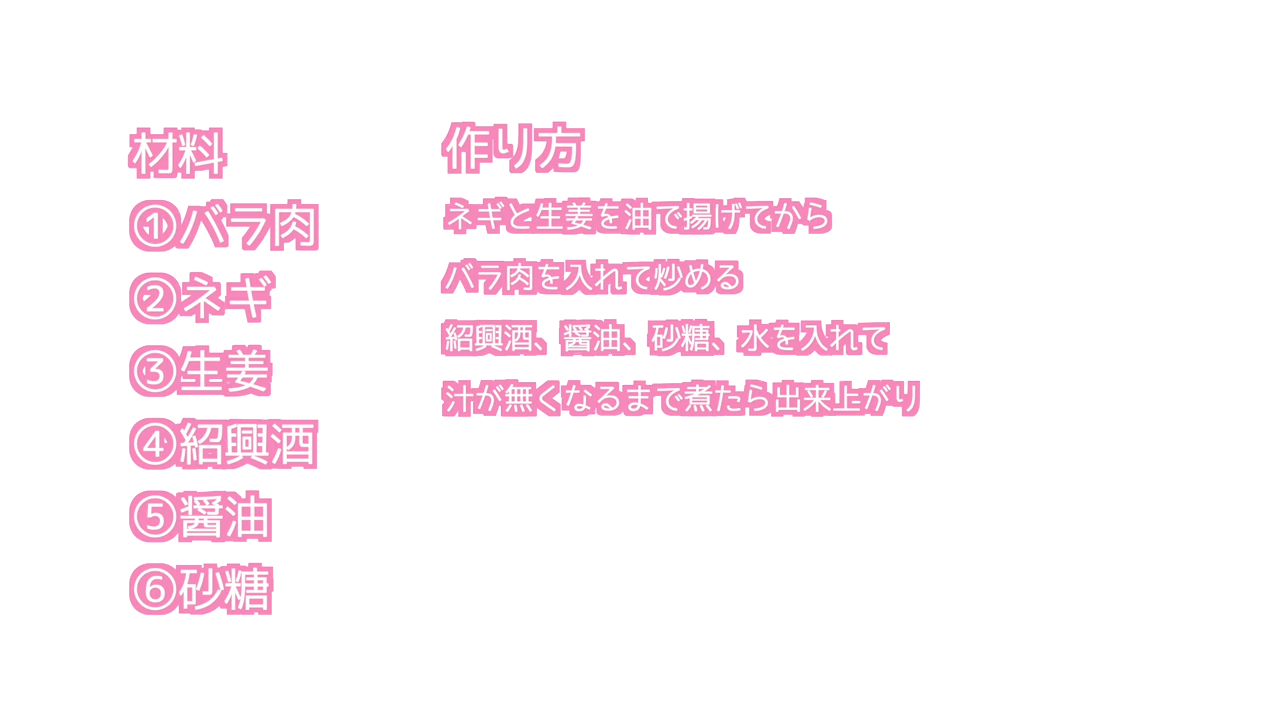 材料
①バラ肉
②ネギ
③生姜
④紹興酒
⑤醤油
⑥砂糖
作り方
ネギと生姜を油で揚げてから
バラ肉を入れて炒める
紹興酒、醤油、砂糖、水を入れて
汁が無くなるまで煮たら出来上がり